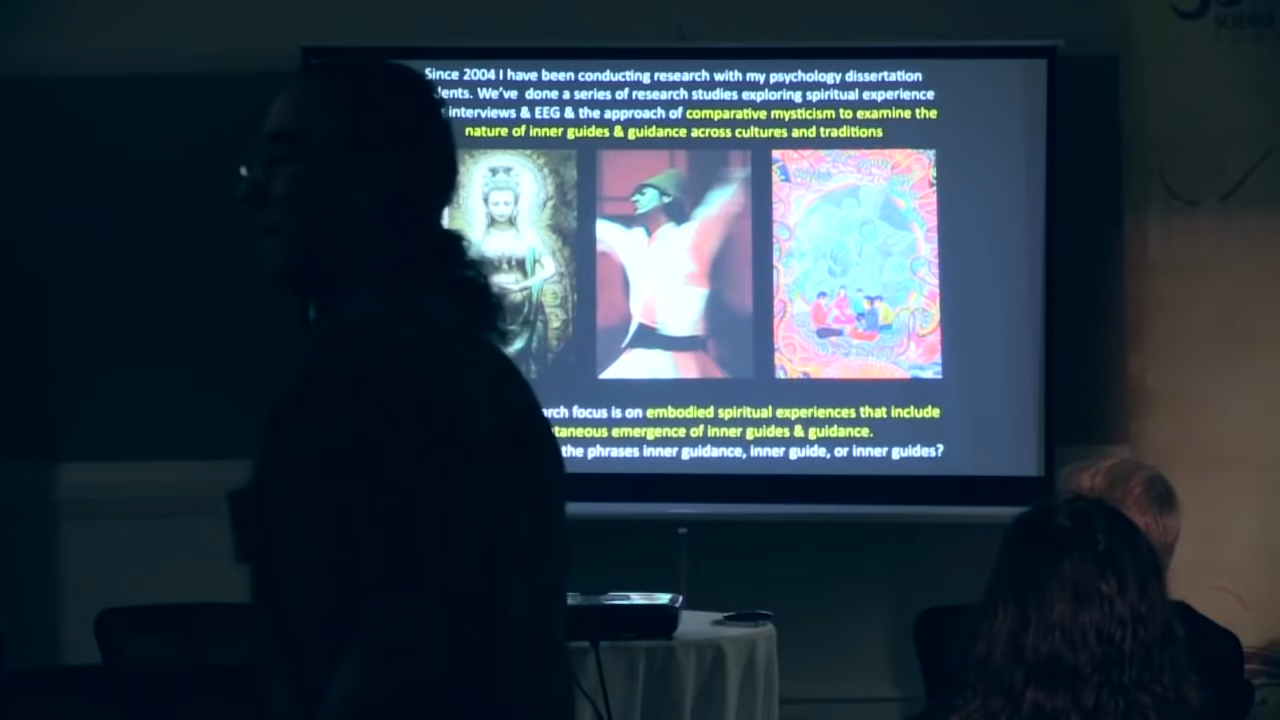 Since 2004 I have been conducting research with my psychology dissertation
dents. We've done a series of research studies exploring spiritual experience
interviews & EEG & the approach of comparative mysticism to examine the
nature of inner guides & guidance across cultures and traditions
arch focus is on embodied spiritual experiences that include
taneous emergence of inner guides & guidance.
the phrases inner guidance, inner guide, or inner guides?
SCIENCE